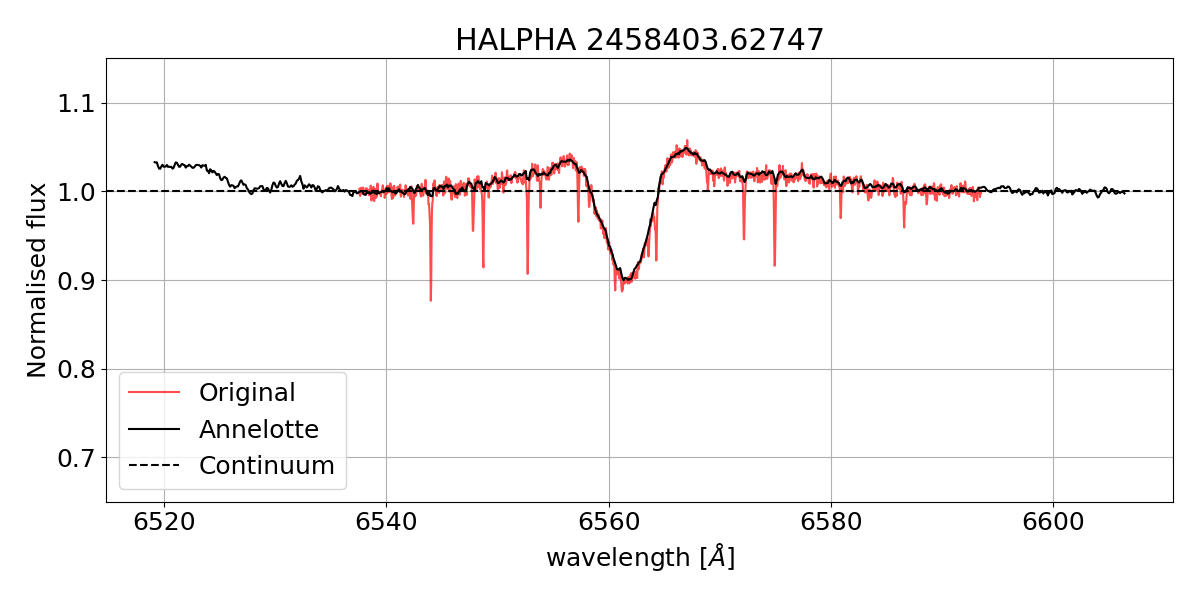 HALPHA 2458403.62747
Normalised flux
1.1
1.0
0.9
0.8
0.7
Original
Annelotte
Continuum
6520 6540 6560 6580 6600
wavelength [Å]